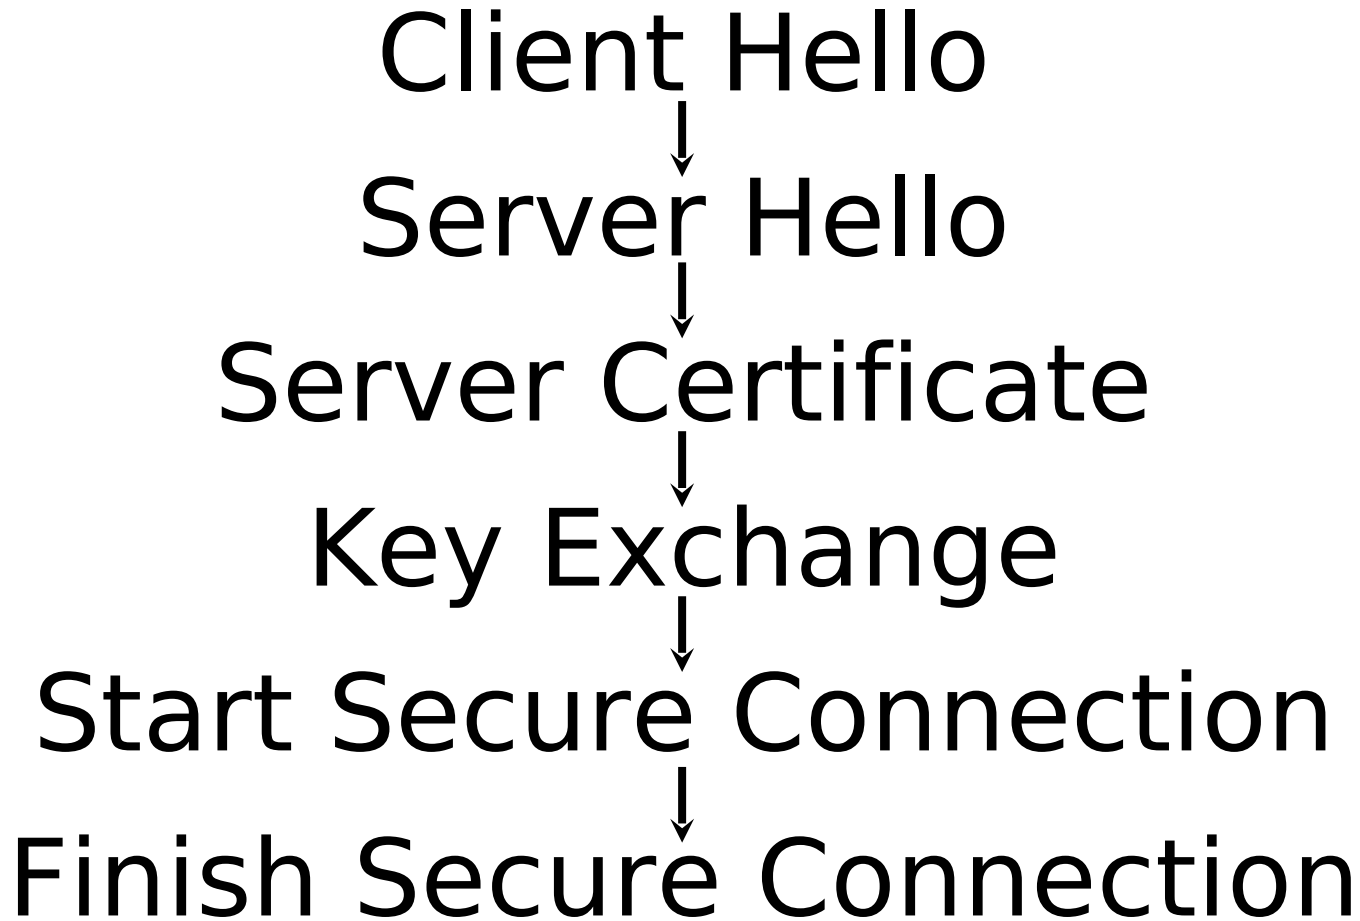 Client Hello
Server Hello
Server Certificate
Key Exchange
Start Secure Connection
Finish Secure Connection